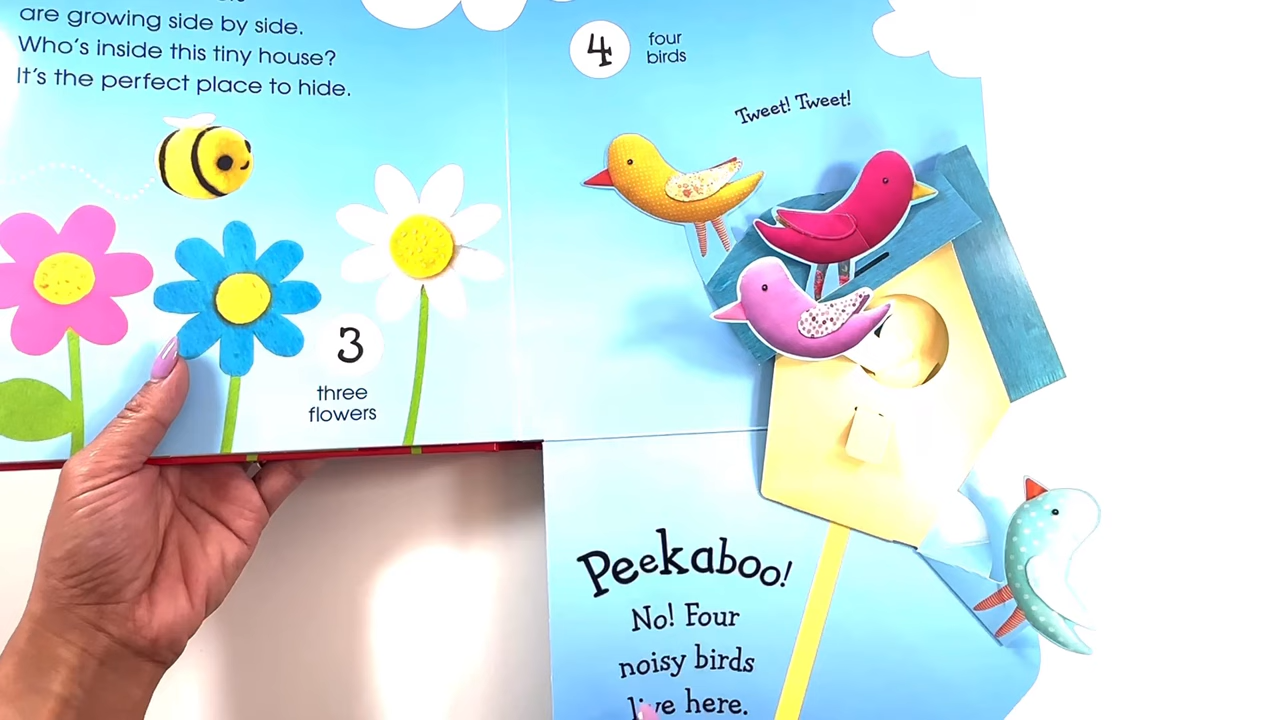 are growing side by side.
Who's inside this tiny house?
It's the perfect place to hide.
3
three
flowers
4
four
birds
Tweet! Tweet!
Peekaboo!
No! Four
noisy birds
live here.